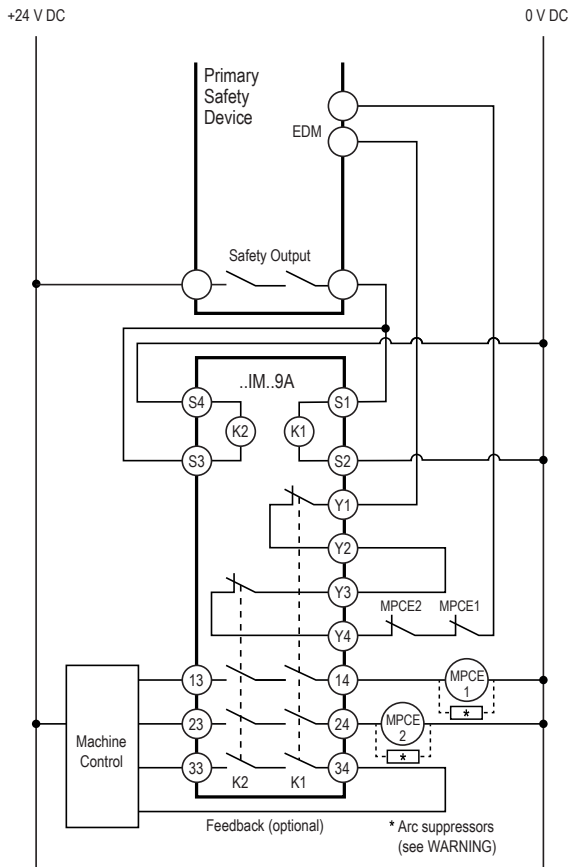 +24 V DC
0 V DC
Primary
Safety
Device
EDM
Safety Output
..IM..9A
S4
S1
K2
K1
S3
S2
Y1
Y2
Y3
MPCE2
MPCE1
Y4
13
14
MPCE
1
*
23
24
MPCE
2
*
Machine
Control
33
34
K2
K1
Feedback (optional)
* Arc suppressors
(see WARNING)